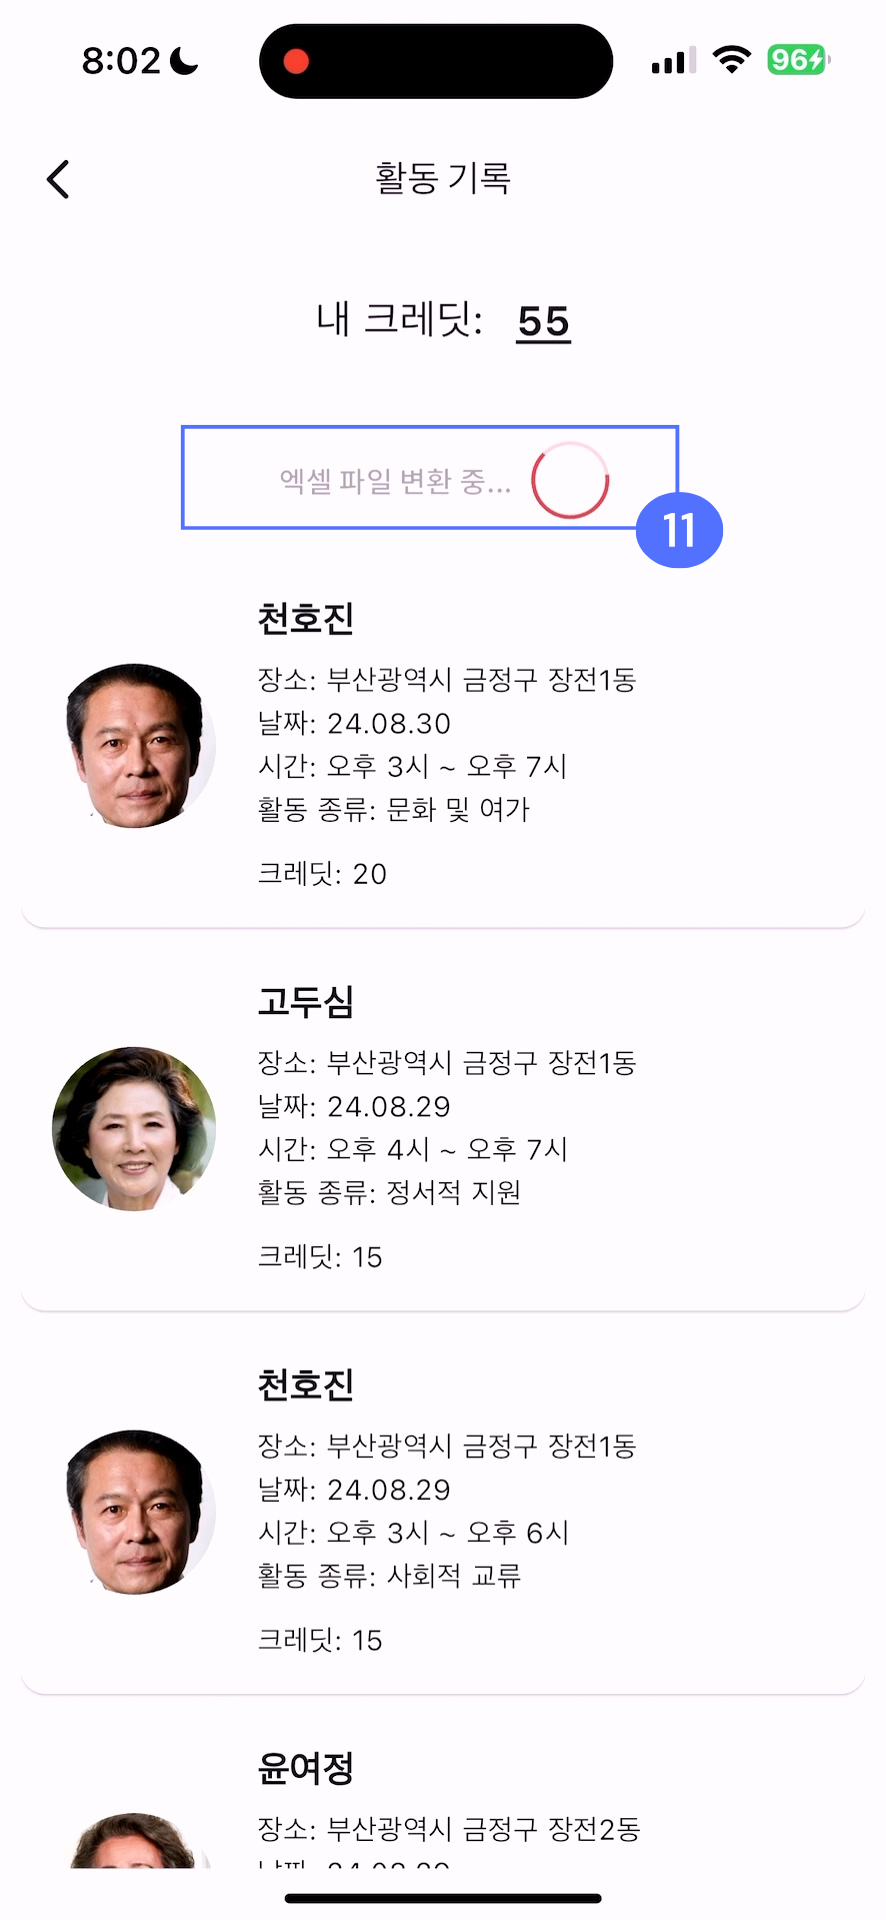 8:02
96
활동 기록
내 크레딧: 55
엑셀 파일 변환 중...
11
천호진
장소: 부산광역시 금정구 장전1동
날짜: 24.08.30
시간: 오후 3시 ~ 오후 7시
활동 종류: 문화 및 여가
크레딧: 20
고두심
장소: 부산광역시 금정구 장전1동
날짜: 24.08.29
시간: 오후 4시 ~ 오후 7시
활동 종류: 정서적 지원
크레딧: 15
천호진
장소: 부산광역시 금정구 장전1동
날짜: 24.08.29
시간: 오후 3시 ~ 오후 6시
활동 종류: 사회적 교류
크레딧: 15
윤여정
장소: 부산광역시 금정구 장전2동